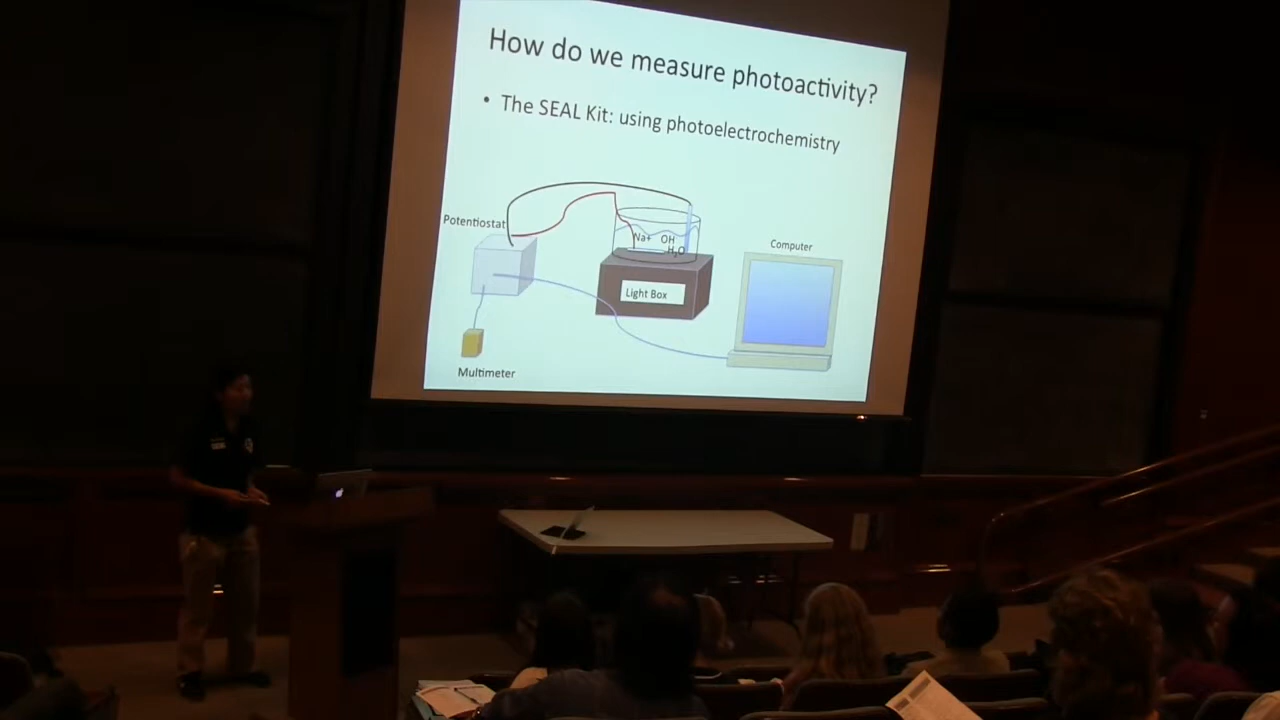 How do we measure photoactivity?
• The SEAL Kit: using photoelectrochemistry
Potentiostat
Na+ OH
H₂O
Computer
Light Box
Multimeter